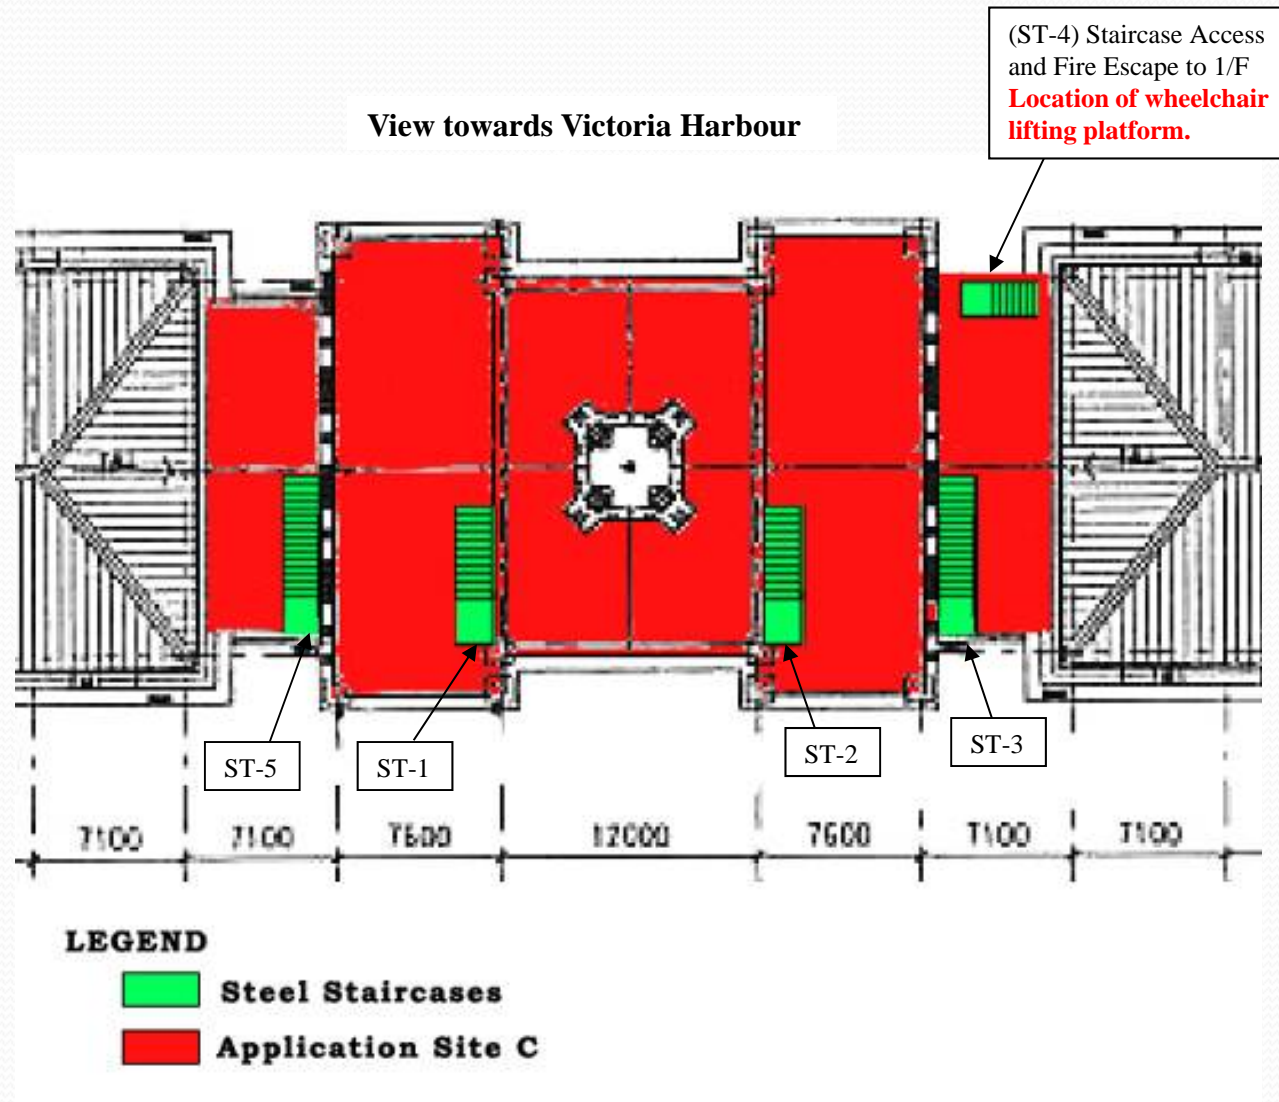 (ST-4) Staircase Access
and Fire Escape to 1/F
Location of wheelchair
lifting platform.
View towards Victoria Harbour
ST-5
ST-1
ST-2
ST-3
7100
7100
7600
12000
7600
7100
7100
LEGEND
Steel Staircases
Application Site C